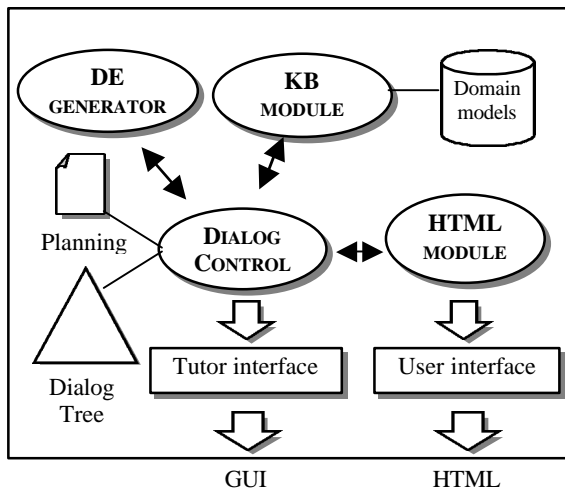 DE
GENERATOR
KB
MODULE
Domain
models
Planning
DIALOG
CONTROL
HTML
MODULE
Tutor interface
User interface
Dialog
Tree
GUI
HTML